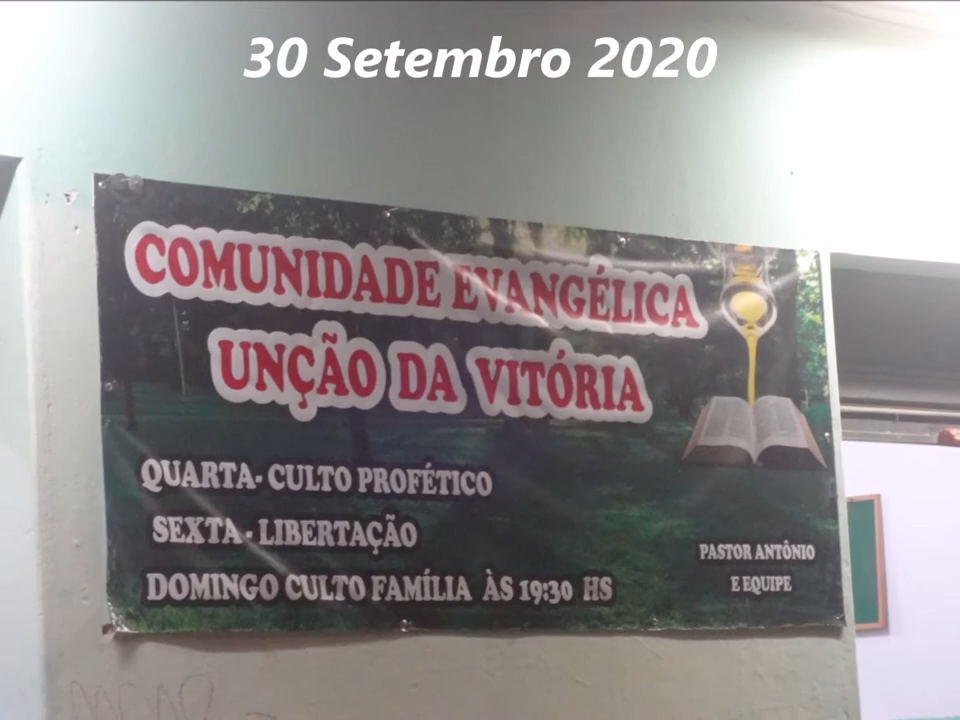 30 Setembro 2020
COMUNIDADE EVANGÉLICA
UNÇÃO DA VITÓRIA
QUARTA- CULTO PROFÉTICO
SEXTA- LIBERTAÇÃO
DOMINGO CULTO FAMÍLIA ÀS 19:30 HS
PASTOR ANTÔNIO
E EQUIPE